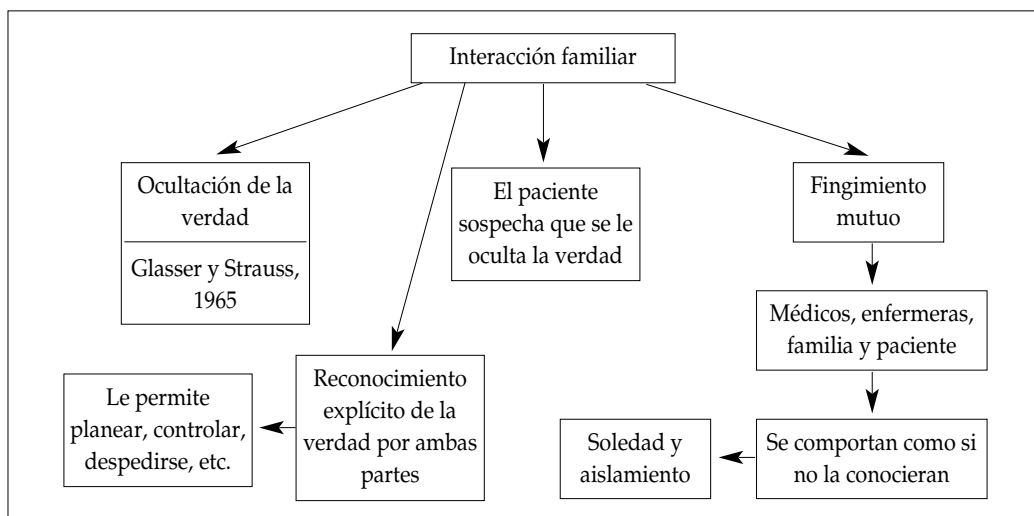 Interacción familiar
Ocultación de la
verdad
Glasser y Strauss,
1965
El paciente
sospecha que se le
oculta la verdad
Fingimiento
mutuo
Médicos, enfermeras,
familia y paciente
Le permite
planear, controlar,
despedirse, etc.
Reconocimiento
explícito de la
verdad por ambas
partes
Soledad y
aislamiento
Se comportan como si
no la conocieran